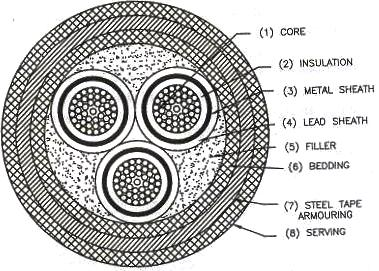 (1) CORE
(2) INSULATION
(3) METAL SHEATH
(4) LEAD SHEATH
(5) FILLER
(6) BEDDING
(7) STEEL TAPE
ARMOURING
(8) SERVING